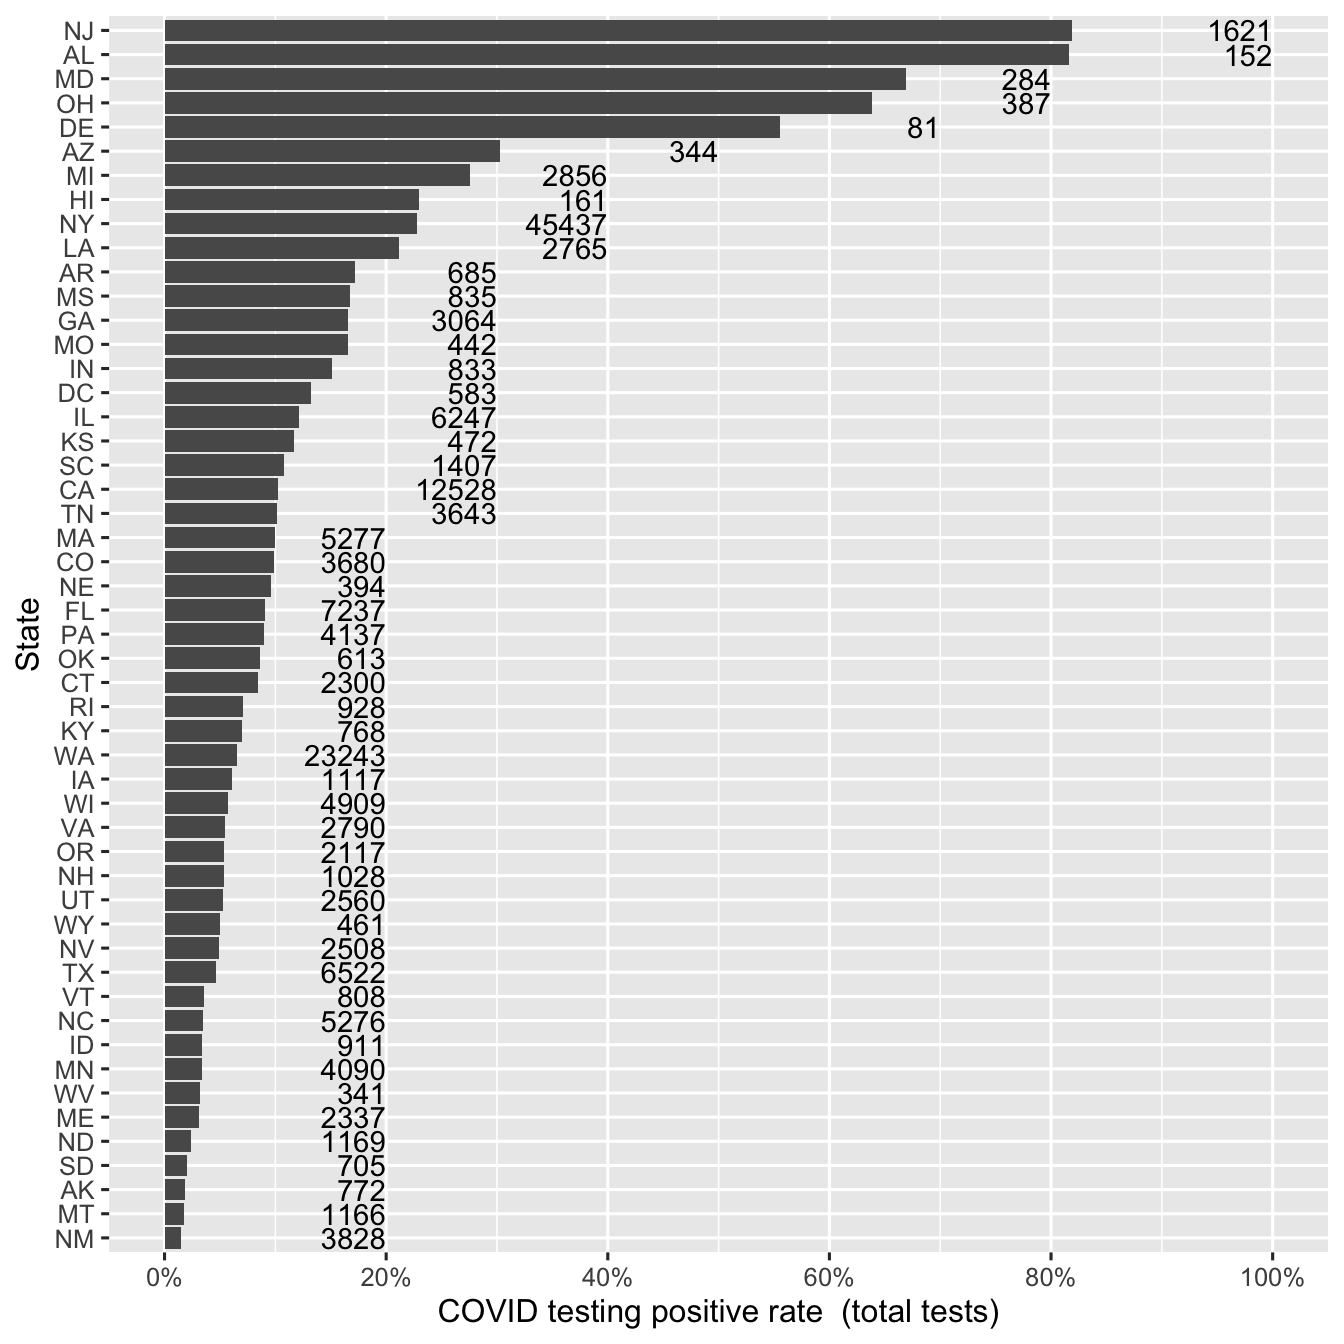 NJ 1621
AL 152
MD 284
OH 387
DE 81
AZ 344
MI 2856
HI 161
NY 45437
LA 2765
AR 685
MS 835
GA 3064
MO 442
IN 833
DC 583
IL 6247
KS 472
SC 1407
CA 12528
TN 3643
MA 5277
CO 3680
NE 394
FL 7237
PA 4137
OK 613
CT 2300
RI 928
KY 768
WA 23243
IA 1117
WI 4909
VA 2790
OR 2117
NH 1028
UT 2560
WY 461
NV 2508
TX 6522
VT 808
NC 5276
ID 911
MN 4090
WV 341
ME 2337
ND 1169
SD 705
AK 772
MT 1166
NM 3828
State
0% 20% 40% 60% 80% 100%
COVID testing positive rate  (total tests)